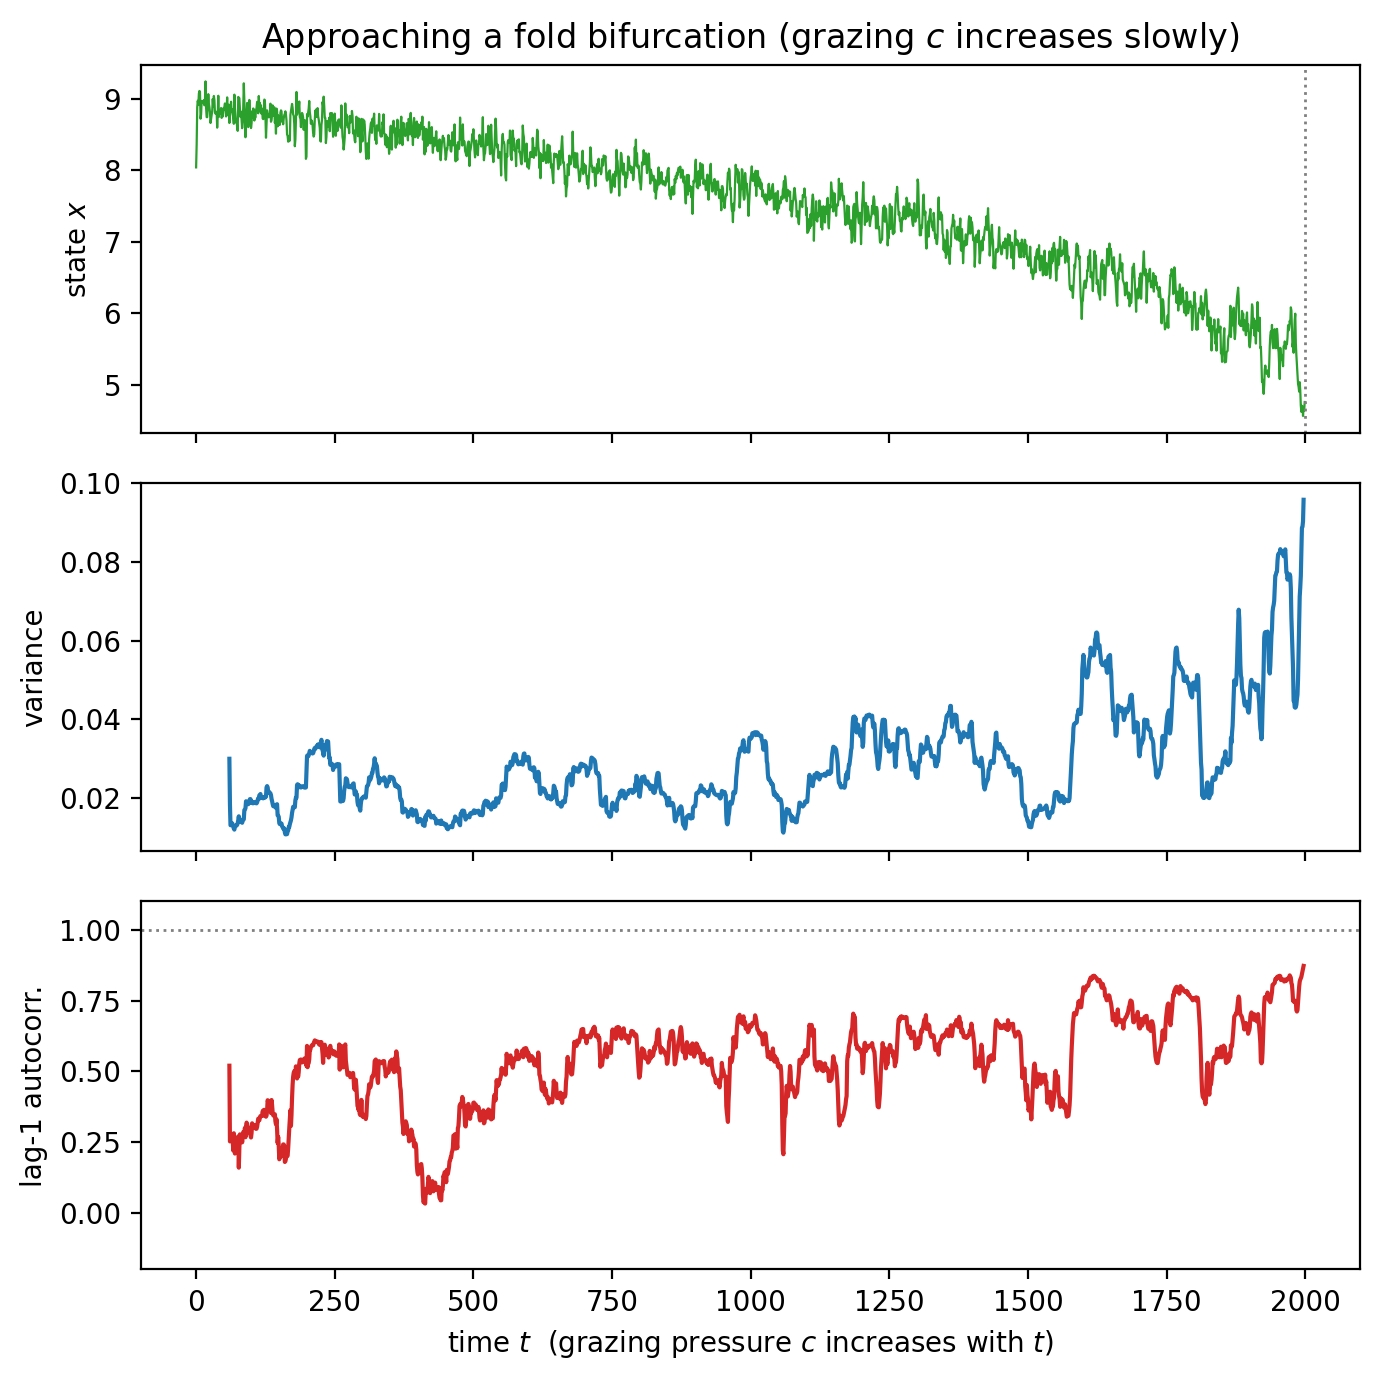 Approaching a fold bifurcation (grazing c increases slowly)
9
8
7
6
5
state x
0.10
0.08
0.06
0.04
0.02
variance
1.00
0.75
0.50
0.25
0.00
lag-1 autocorr.
0 250 500 750 1000 1250 1500 1750 2000
time t (grazing pressure c increases with t)